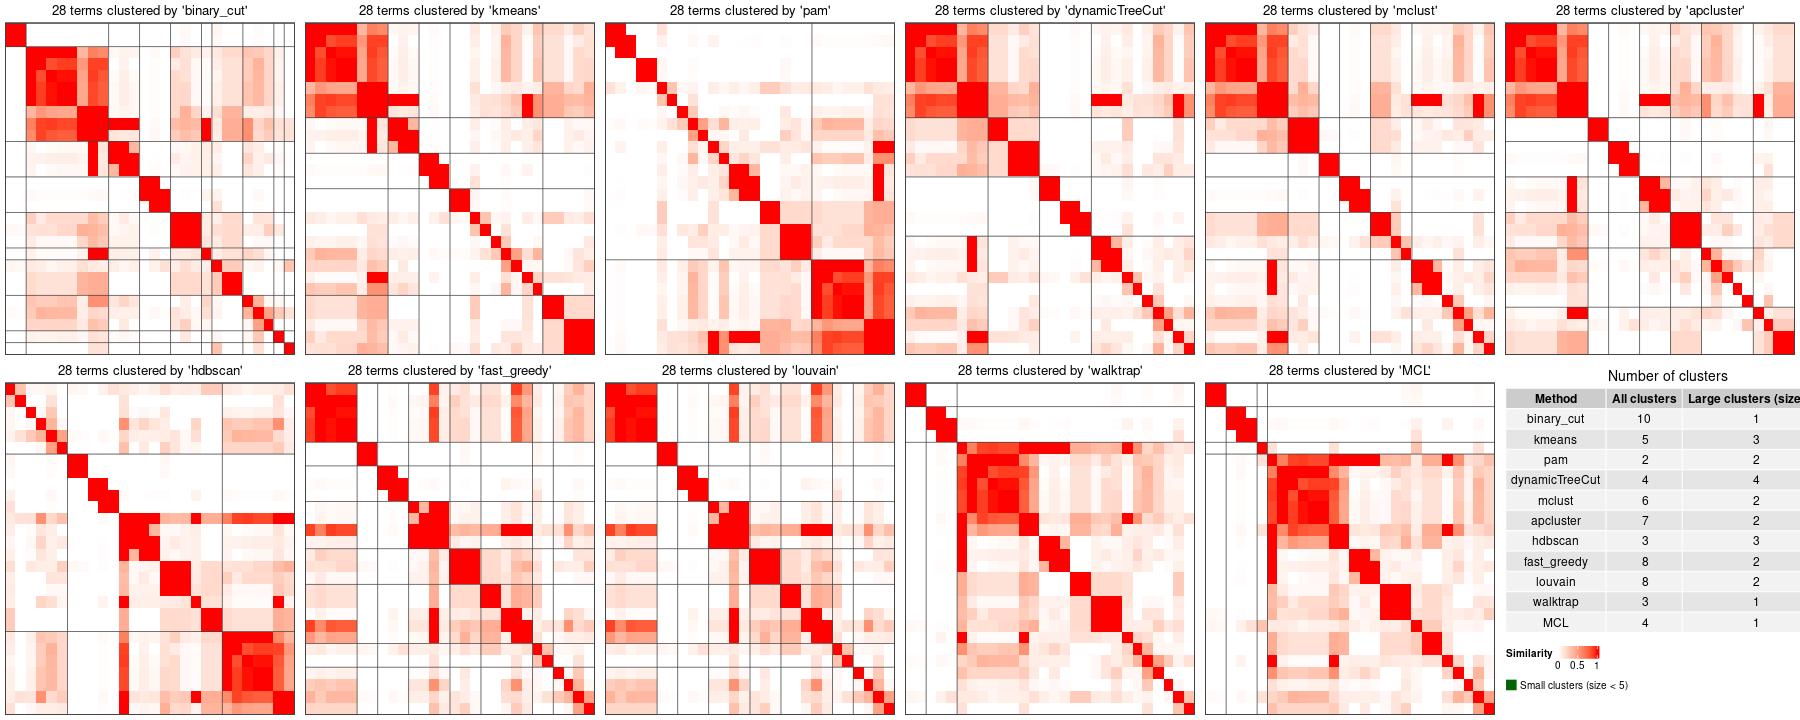 28 terms clustered by 'binary_cut'
28 terms clustered by 'kmeans'
28 terms clustered by 'pam'
28 terms clustered by 'dynamicTreeCut'
28 terms clustered by 'mclust'
28 terms clustered by 'apcluster'
28 terms clustered by 'hdbscan'
28 terms clustered by 'fast_greedy'
28 terms clustered by 'louvain'
28 terms clustered by 'walktrap'
28 terms clustered by 'MCL'
Number of clusters
Method All clusters Large clusters (size
binary_cut 10 1
kmeans 5 3
pam 2 2
dynamicTreeCut 4 4
mclust 6 2
apcluster 7 2
hdbscan 3 3
fast_greedy 8 2
louvain 8 2
walktrap 3 1
MCL 4 1
Similarity
0 0.5 1
Small clusters (size < 5)